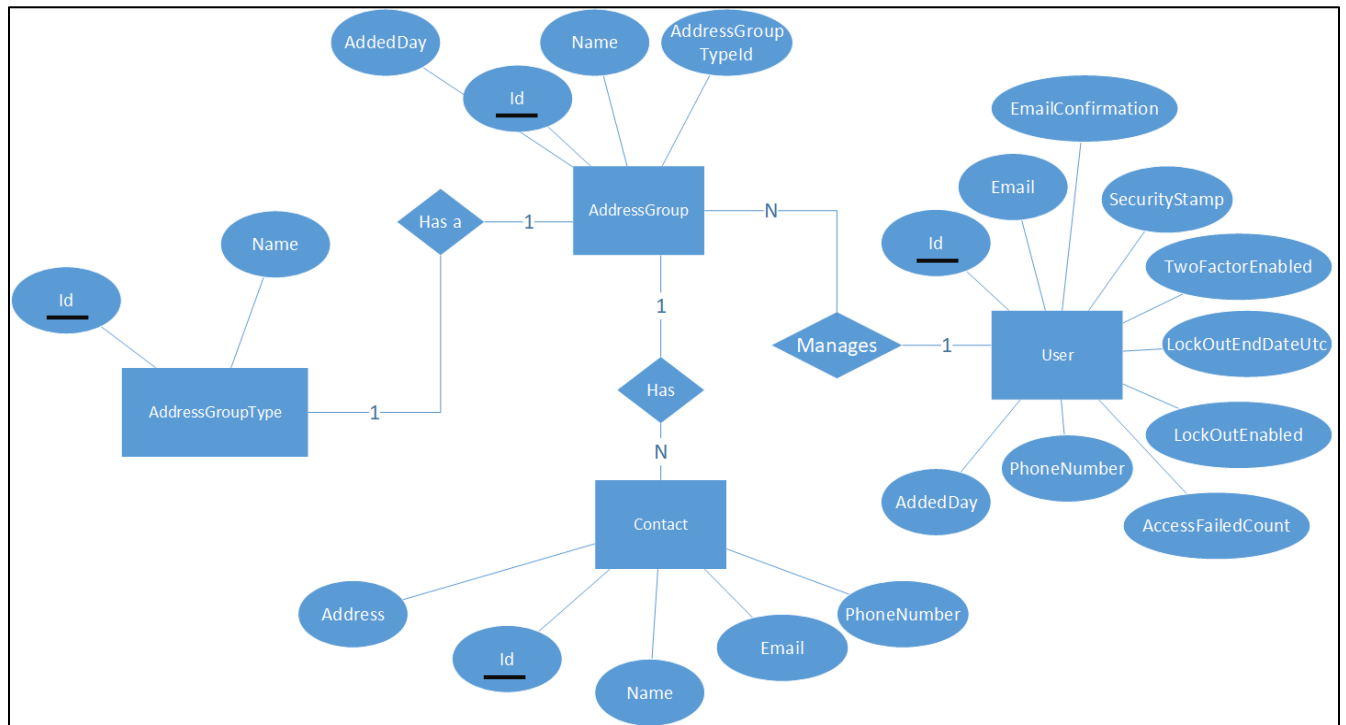 AddedDay
Name
AddressGroup
TypeId
Id
EmailConfirmation
Email
SecurityStamp
Id
TwoFactorEnabled
LockOutEndDateUtc
LockOutEnabled
AccessFailedCount
PhoneNumber
AddedDay
User
1
Manages
N
AddressGroup
1
Has a
1
Name
Id
AddressGroupType
1
Has
N
Contact
Address
Id
Name
Email
PhoneNumber